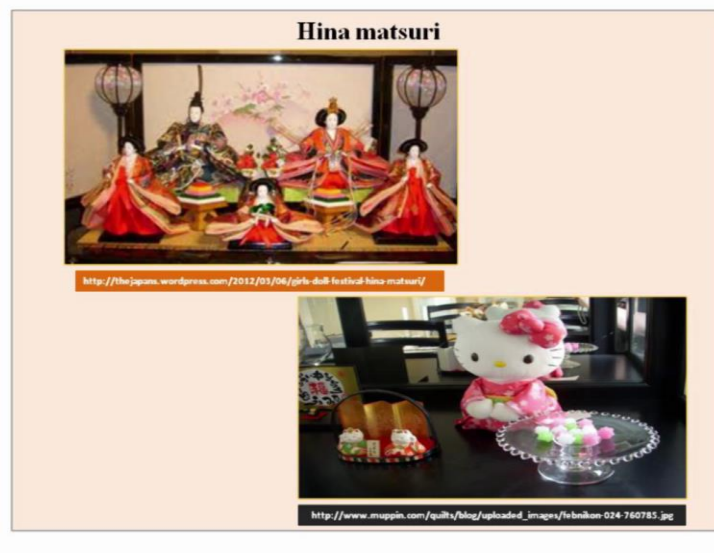 Hina matsuri
http://thejapans.wordpress.com/2012/03/06/girls-doll-festival-hina-matsuri/
http://www.muppin.com/quilts/blog/uploaded_images/febnikon-024-760785.jpg